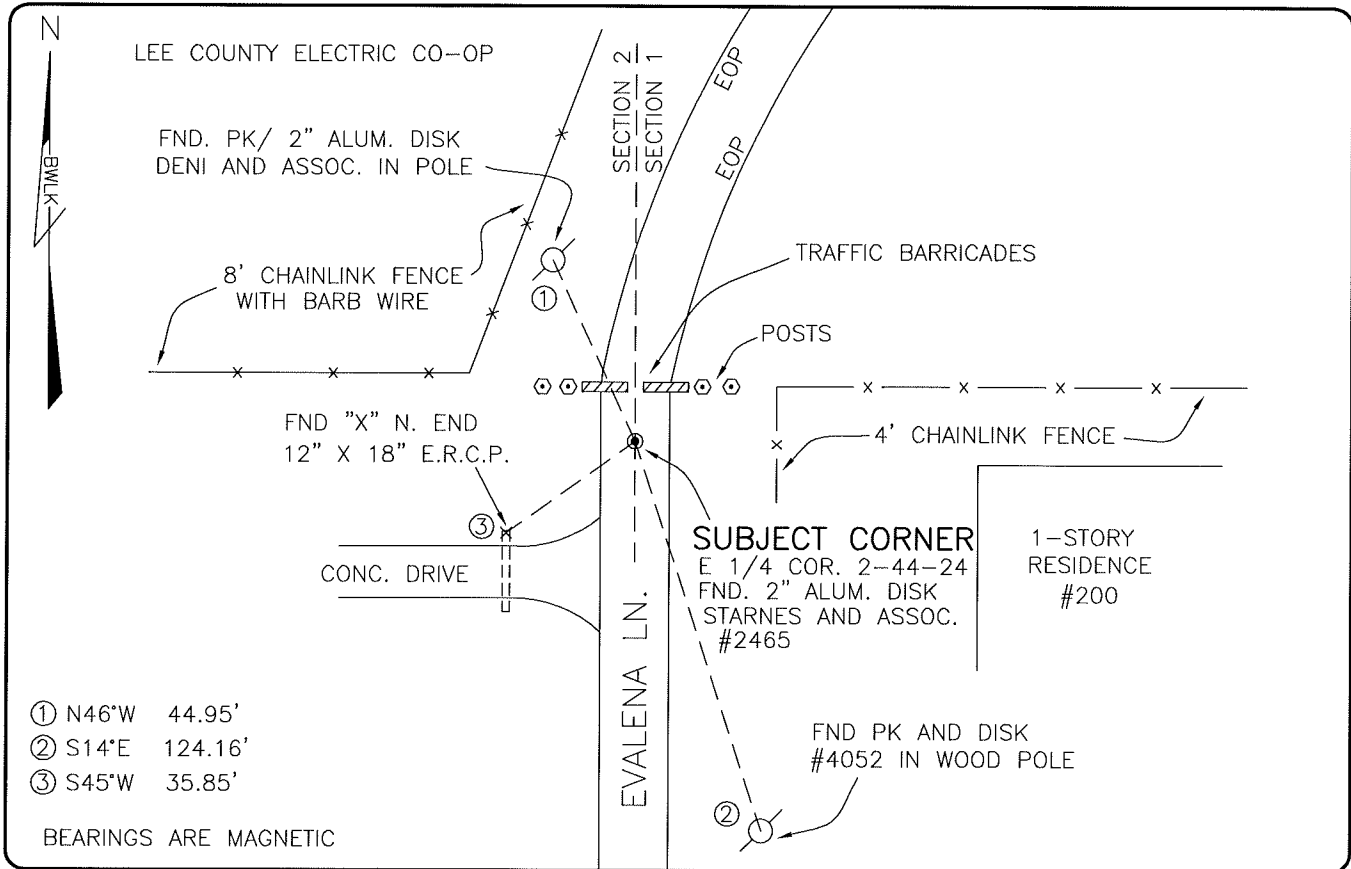 N
LEE COUNTY ELECTRIC CO-OP
SECTION 2
SECTION 1
EOP
EOP
FND. PK/ 2" ALUM. DISK
DENI AND ASSOC. IN POLE
BWLK
TRAFFIC BARRICADES
8' CHAINLINK FENCE
WITH BARB WIRE
①
POSTS
FND "X" N. END
12" X 18" E.R.C.P.
4' CHAINLINK FENCE
③
SUBJECT CORNER
E 1/4 COR. 2-44-24
FND. 2" ALUM. DISK
STARNES AND ASSOC.
#2465
1-STORY
RESIDENCE
#200
CONC. DRIVE
EVALENA LN.
① N46°W 44.95'
② S14°E 124.16'
③ S45°W 35.85'
FND PK AND DISK
#4052 IN WOOD POLE
②
BEARINGS ARE MAGNETIC